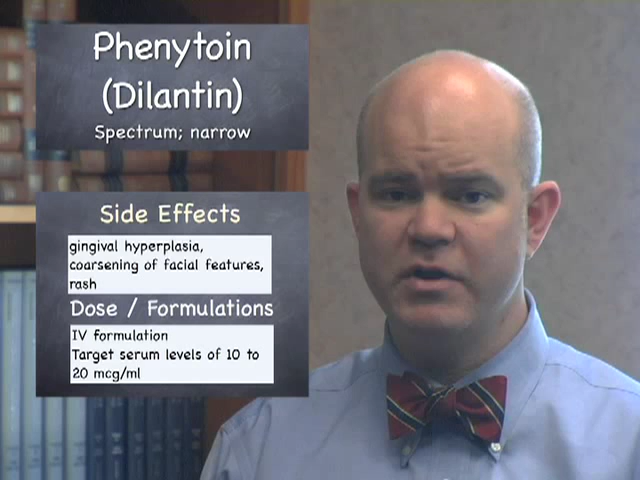 Phenytoin
(Dilantin)
Spectrum; narrow
Side Effects
gingival hyperplasia,
coarsening of facial features,
rash
Dose / Formulations
IV formulation
Target serum levels of 10 to
20 mcg/ml